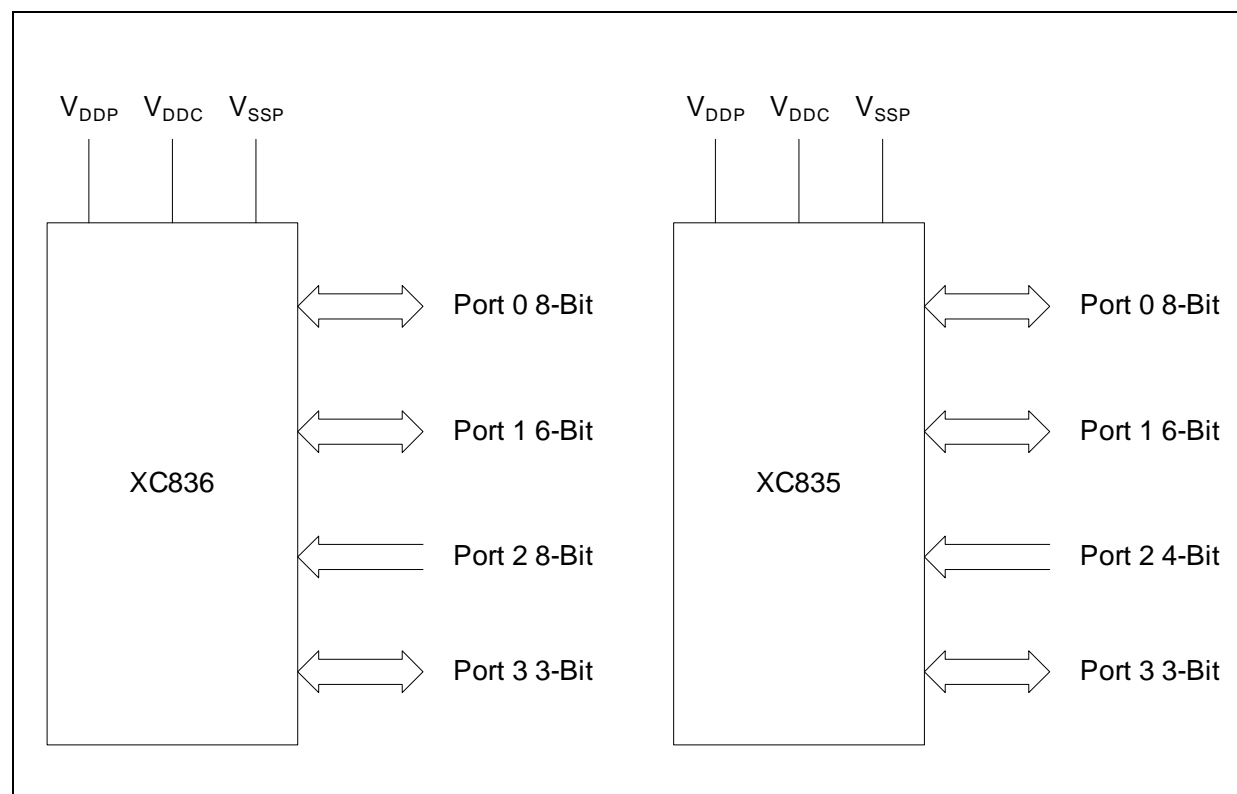 VDDP VDDC VSSP
XC836
Port 0 8-Bit
Port 1 6-Bit
Port 2 8-Bit
Port 3 3-Bit
VDDP VDDC VSSP
XC835
Port 0 8-Bit
Port 1 6-Bit
Port 2 4-Bit
Port 3 3-Bit